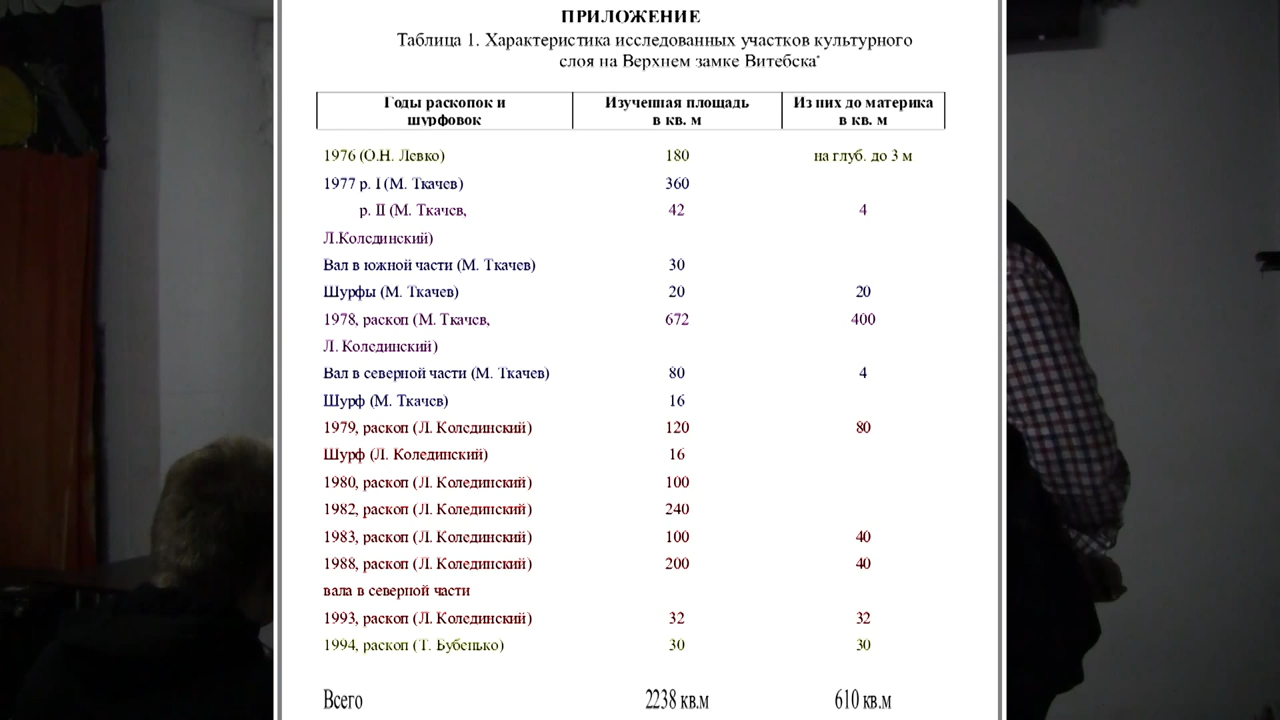 ПРИЛОЖЕНИЕ
Таблица 1. Характеристика исследованных участков культурного
слоя на Верхнем замке Витебска*
Годы раскопок и Изученная площадь Из них до материка
шурфовок в кв. м в кв. м
1976 (О.Н. Левко) 180 на глуб. до 3 м
1977 р. I (М. Ткачев) 360
р. II (М. Ткачев, 42 4
Л.Колединский)
Вал в южной части (М. Ткачев) 30
Шурфы (М. Ткачев) 20 20
1978, раскоп (М. Ткачев, 672 400
Л. Колединский)
Вал в северной части (М. Ткачев) 80 4
Шурф (М. Ткачев) 16
1979, раскоп (Л. Колединский) 120 80
Шурф (Л. Колединский) 16
1980, раскоп (Л. Колединский) 100
1982, раскоп (Л. Колединский) 240
1983, раскоп (Л. Колединский) 100 40
1988, раскоп (Л. Колединский) 200 40
вала в северной части
1993, раскоп (Л. Колединский) 32 32
1994, раскоп (Т. Бубенько) 30 30
Всего 2238 кв.м 610 кв.м